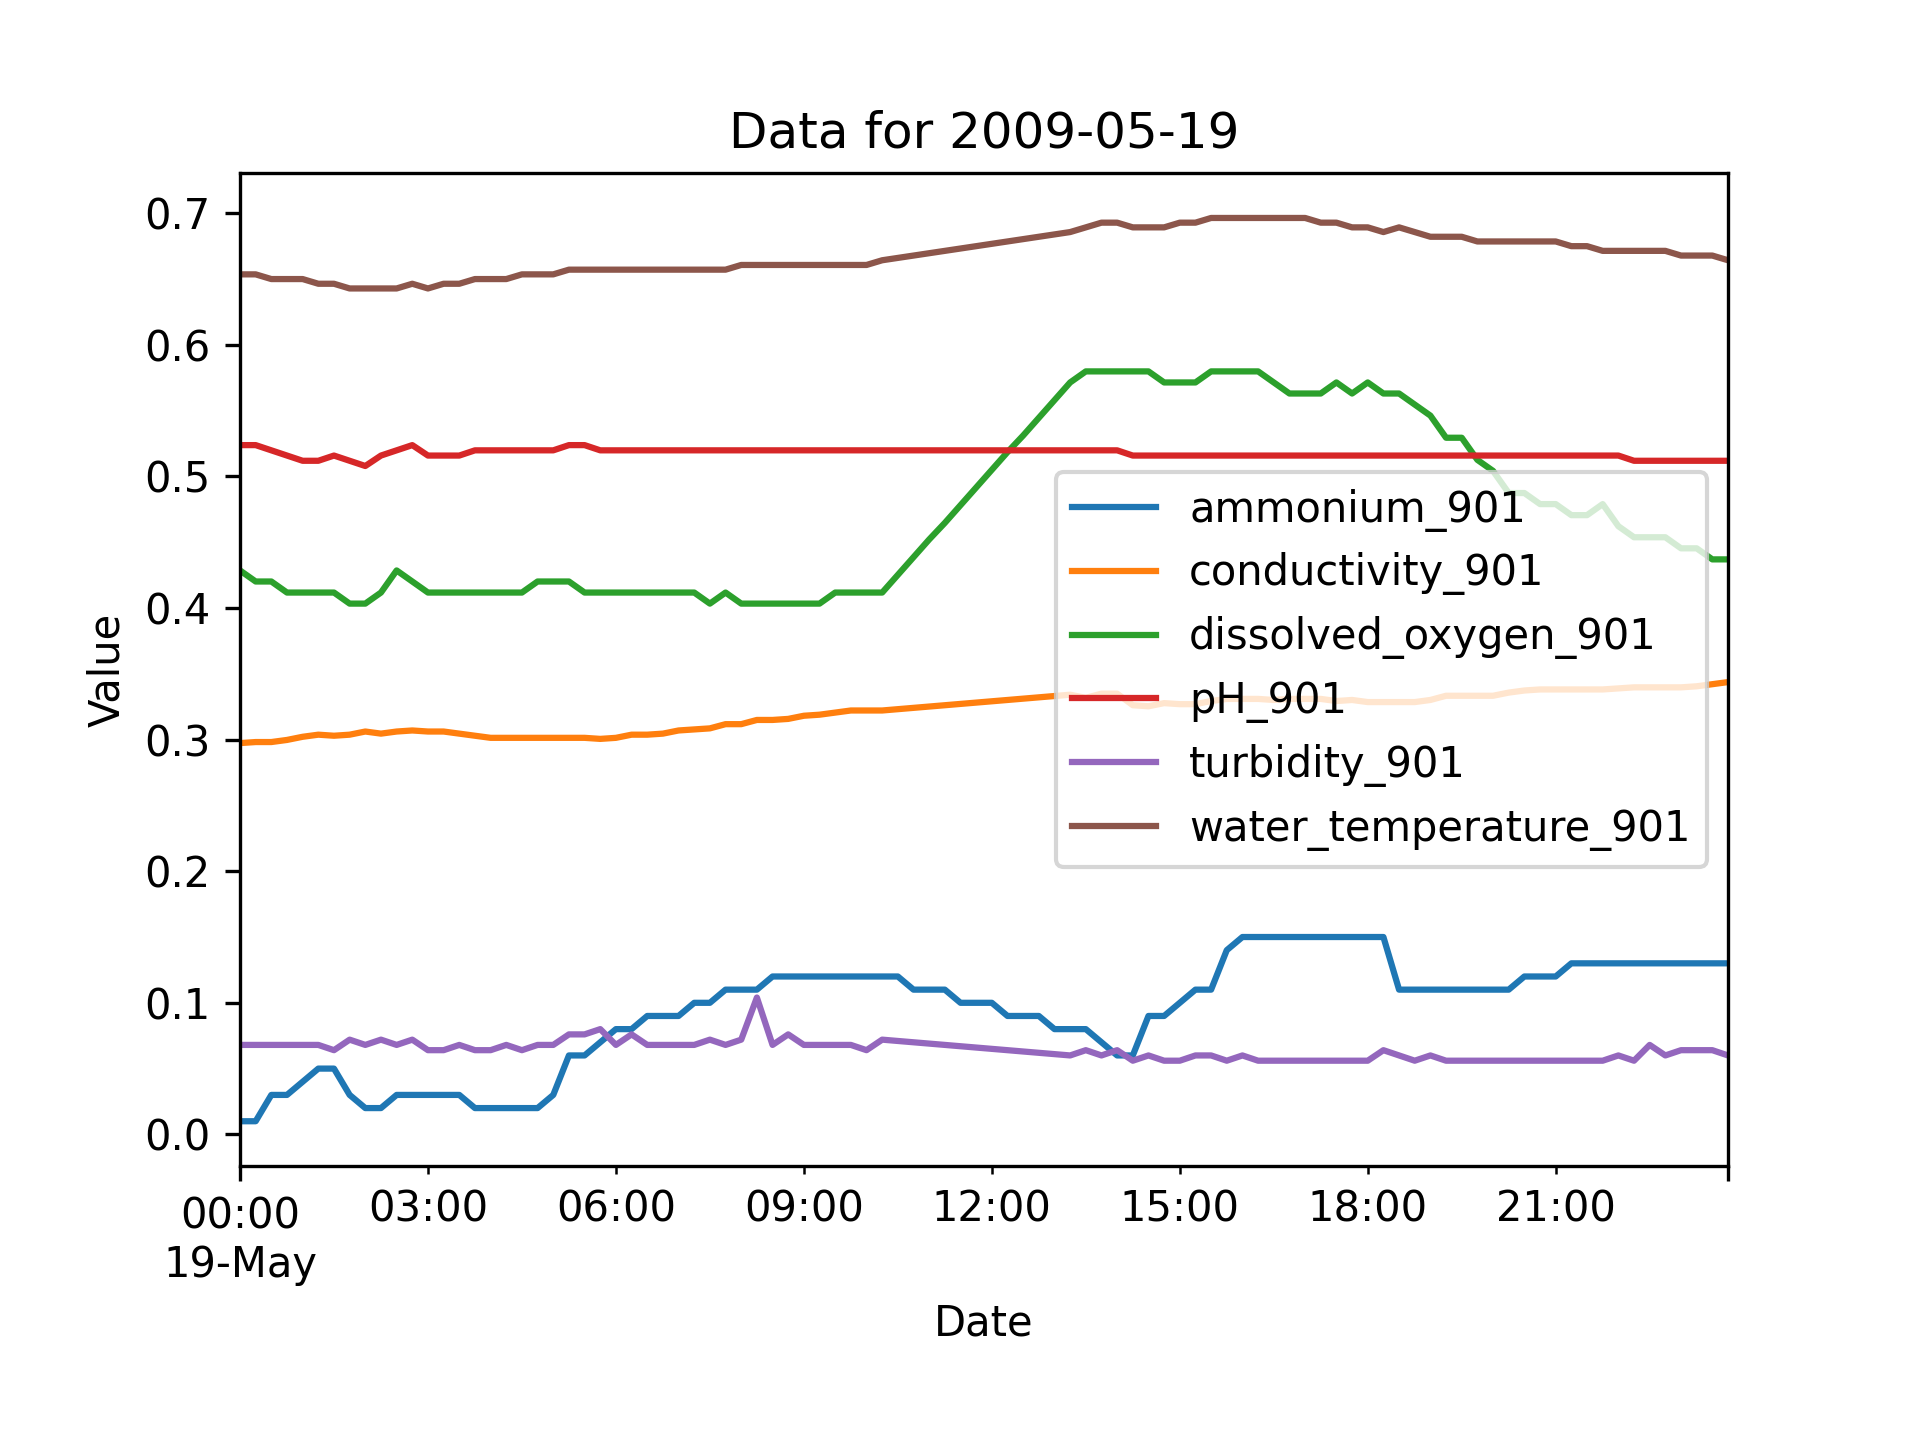 Data for 2009-05-19
0.7
0.6
0.5
0.4
0.3
0.2
0.1
0.0
Value
ammonium_901
conductivity_901
dissolved_oxygen_901
pH_901
turbidity_901
water_temperature_901
00:00 03:00 06:00 09:00 12:00 15:00 18:00 21:00
19-May
Date